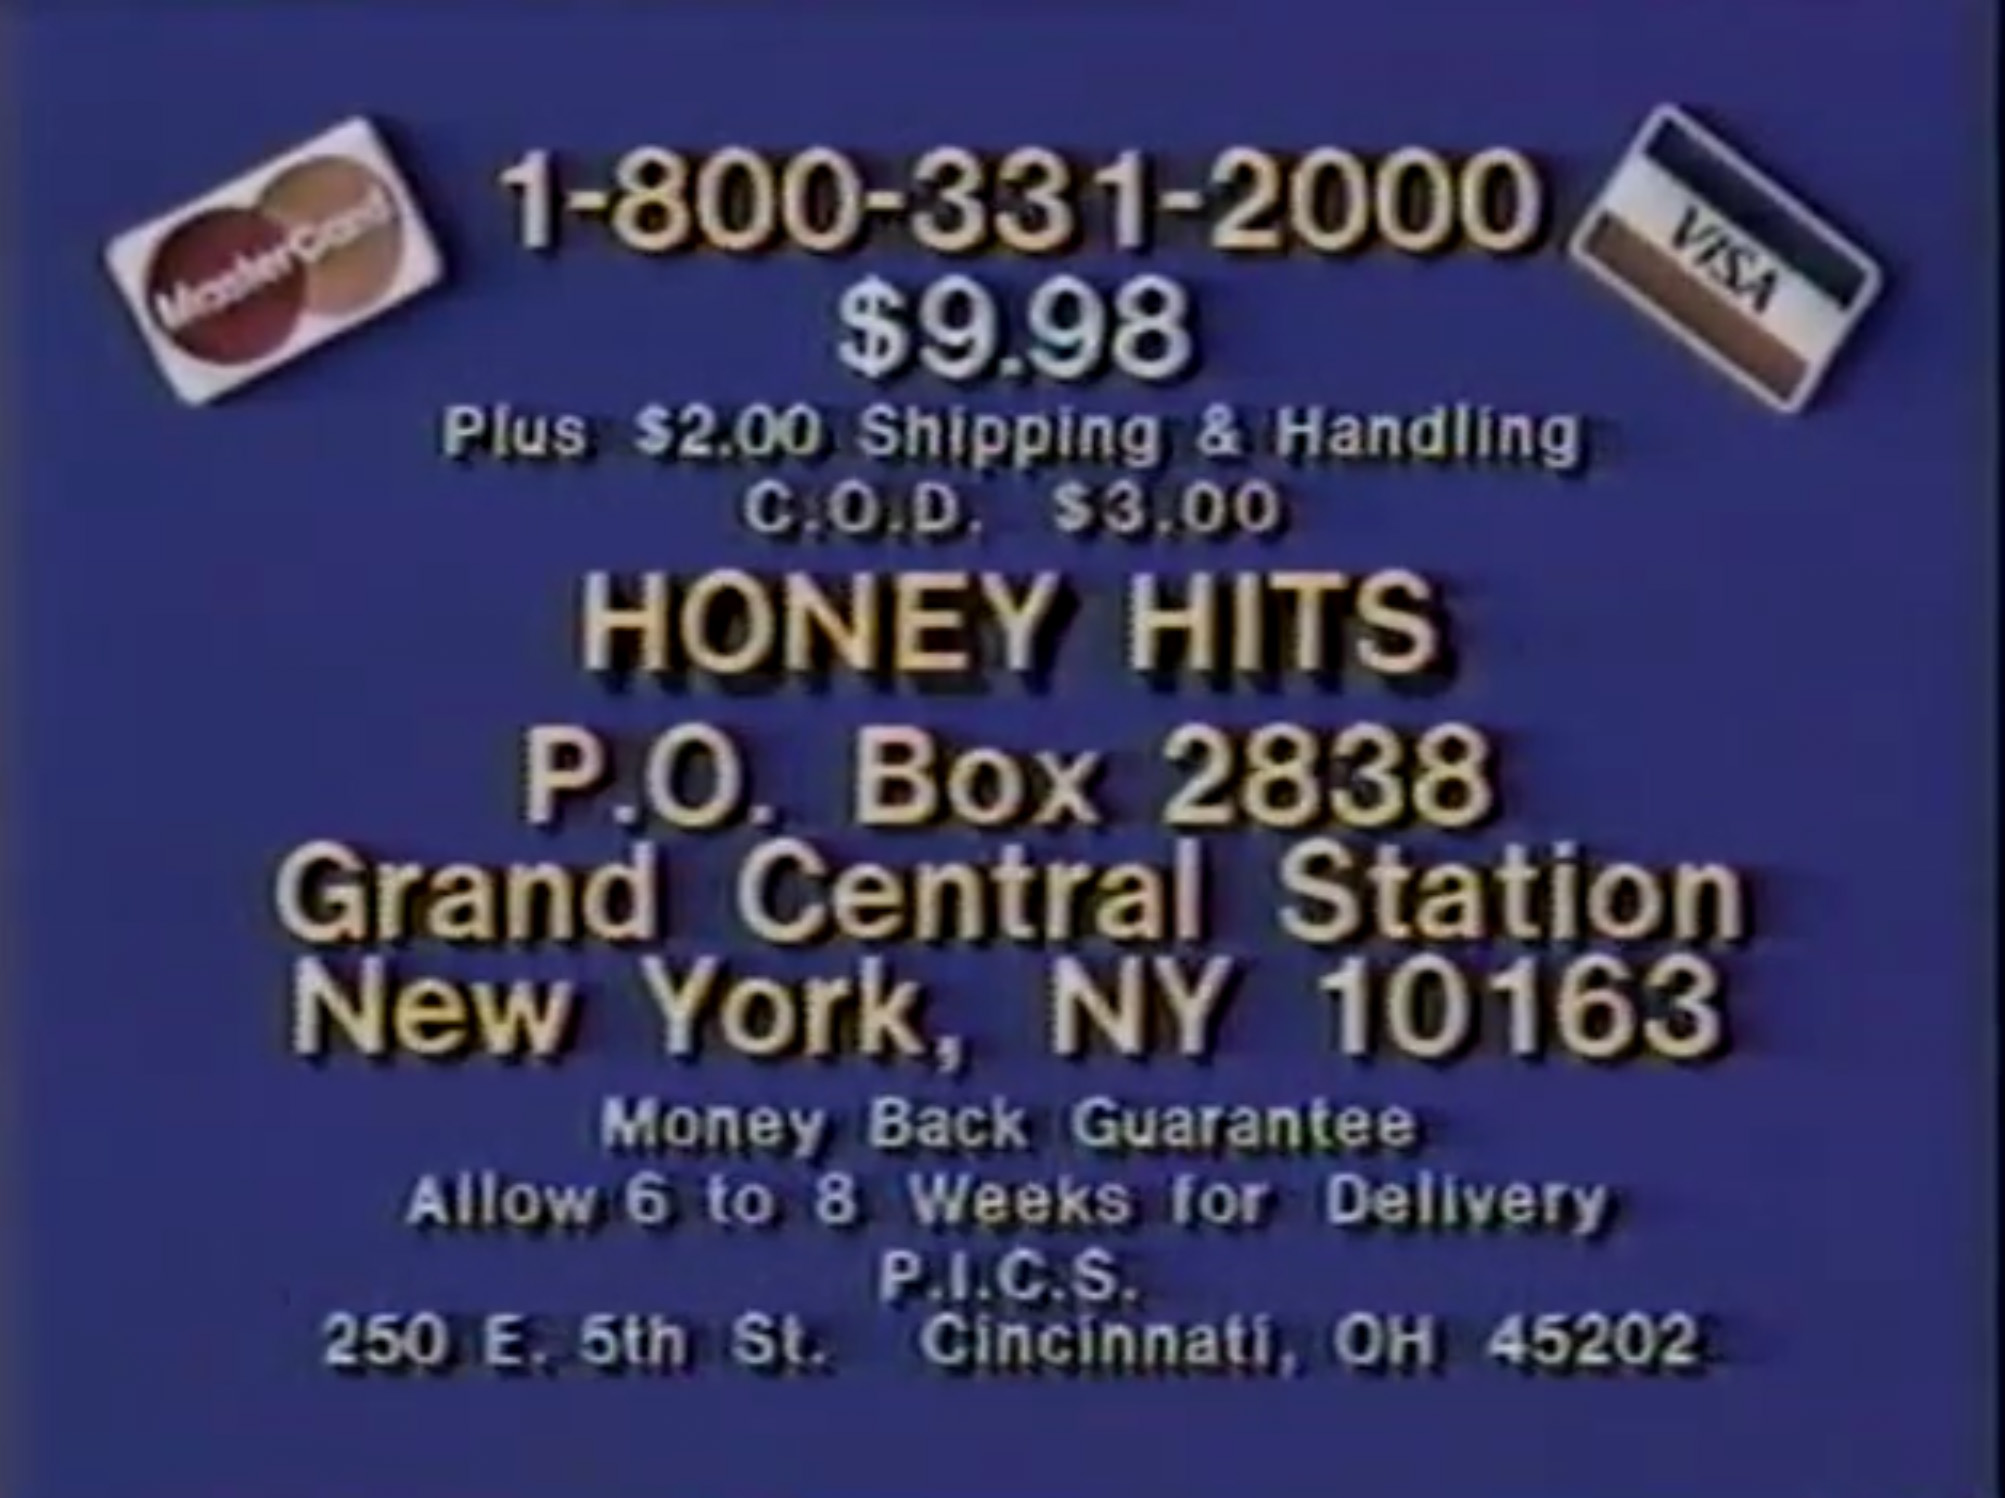 MasterCard
1-800-331-2000
VISA
$9.98
Plus $2.00 Shipping & Handling
C.O.D. $3.00
HONEY HITS
P.O. Box 2838
Grand Central Station
New York, NY 10163
Money Back Guarantee
Allow 6 to 8 Weeks for Delivery
P.I.C.S.
250 E. 5th St. Cincinnati, OH 45202